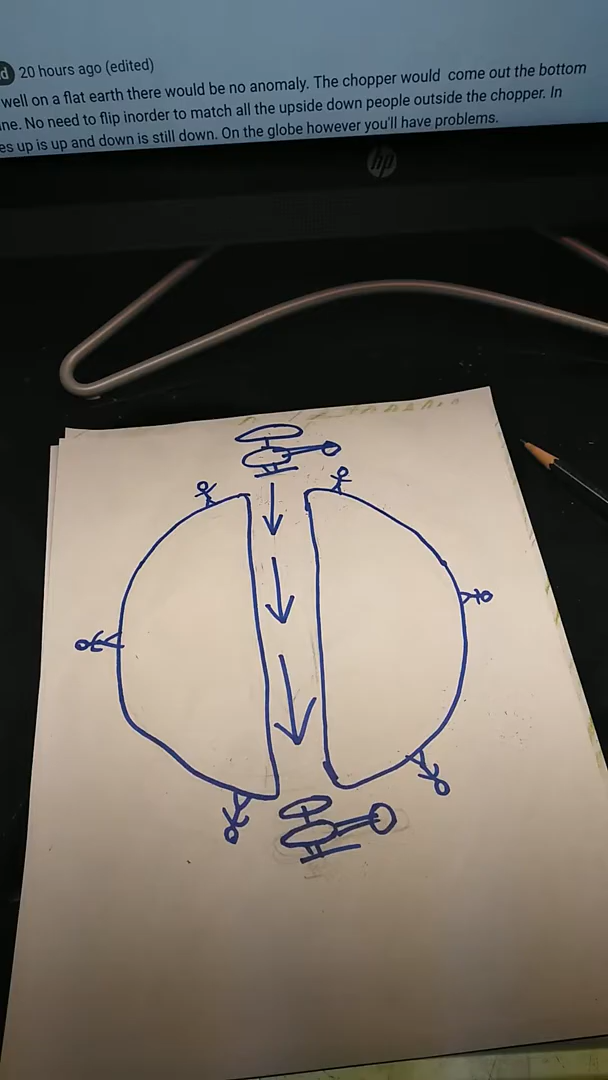 d 20 hours ago (edited)
well on a flat earth there would be no anomaly. The chopper would come out the bottom
ne. No need to flip inorder to match all the upside down people outside the chopper. In
es up is up and down is still down. On the globe however you'll have problems.
hp